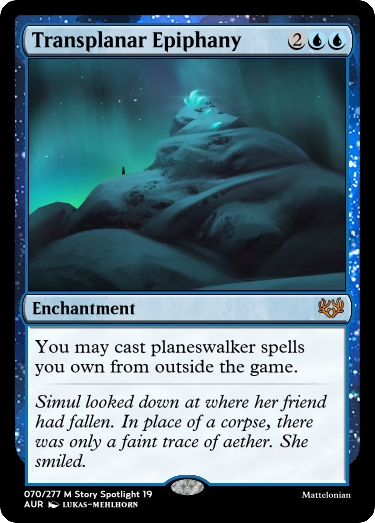 Transplanar Epiphany 2
Enchantment
You may cast planeswalker spells
you own from outside the game.
Simul looked down at where her friend
had fallen. In place of a corpse, there
was only a faint trace of aether. She
smiled.
070/277 M Story Spotlight 19
AUR LUKAS-MEHLHORN
Mattelonian